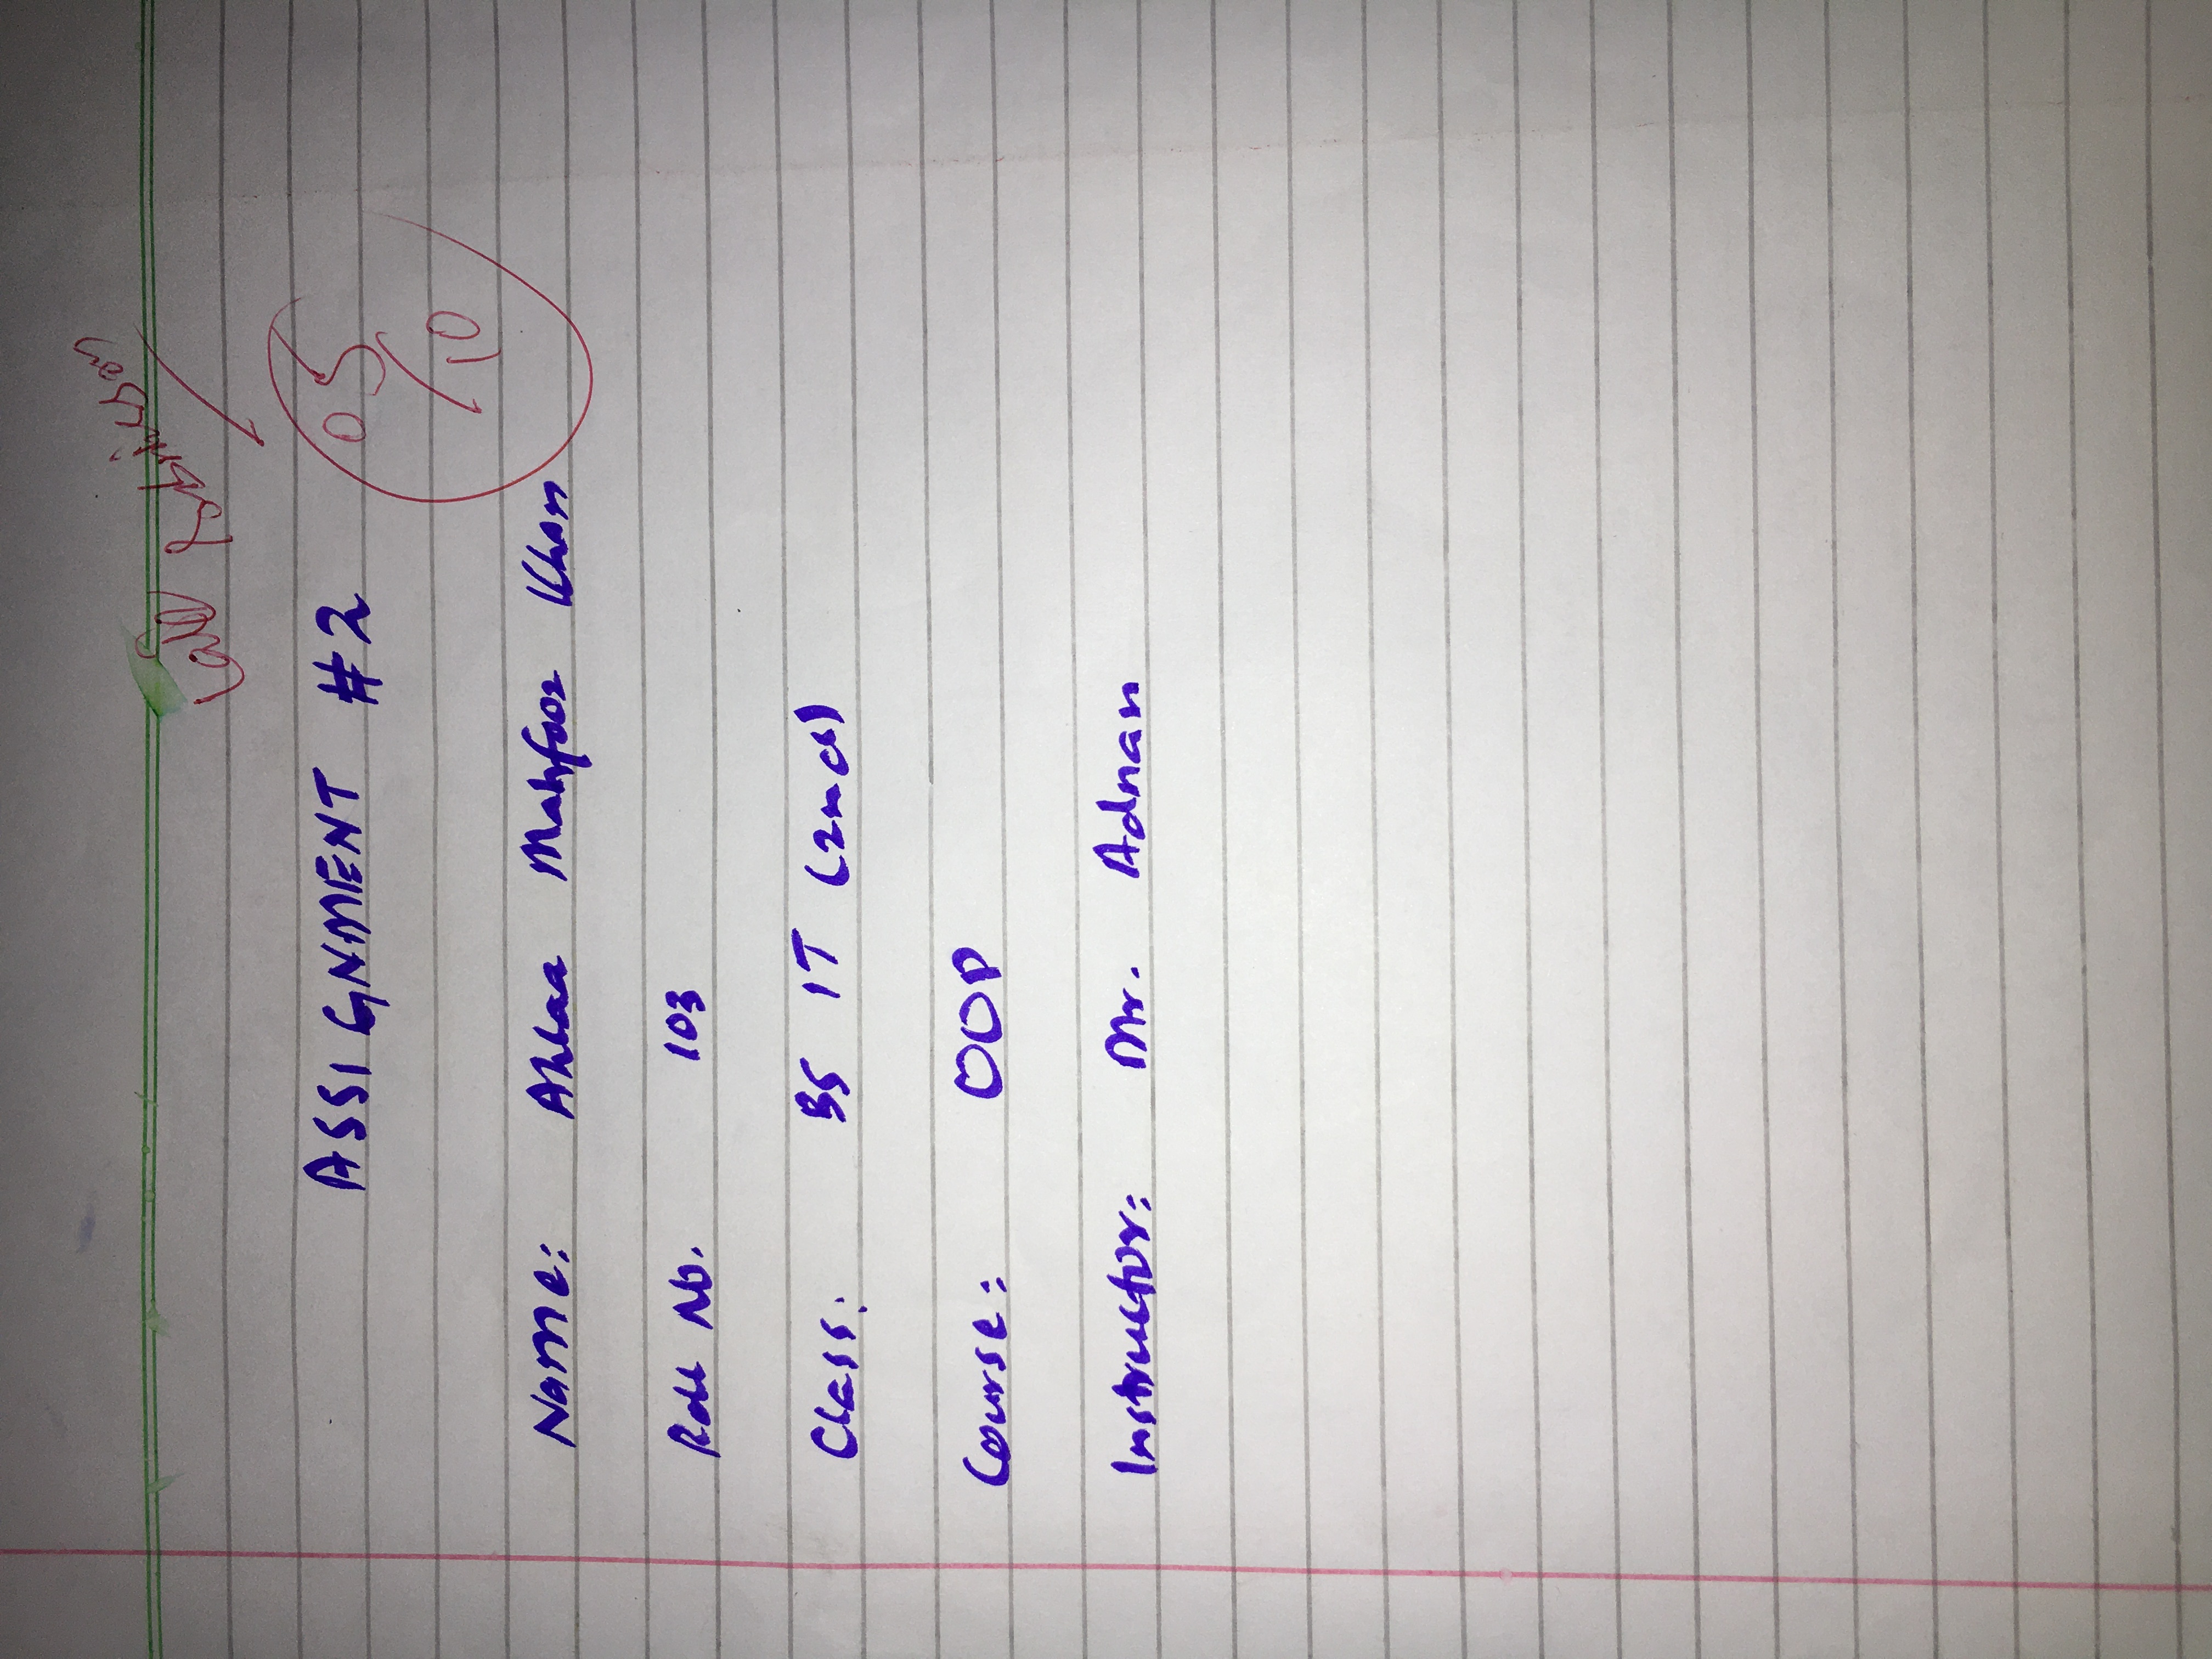 Late Submission
ASSIGNMENT #2
05/10
Name: Ahlaa Mahfooz Khan
Roll No. 103
Class: BS IT (2nd)
Course: OOP
Instructor: Mr. Adnan